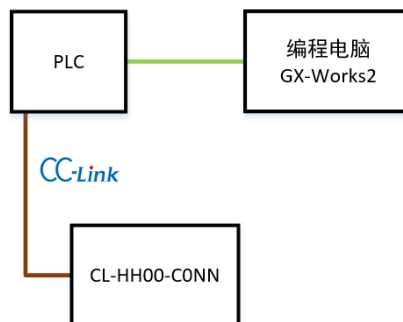 PLC
编程电脑
GX-Works2
CC-Link
CL-HH00-C0NN